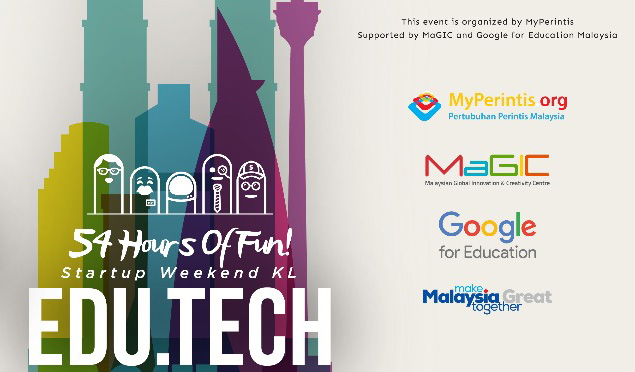 This event is organized by MyPerintis
Supported by MaGIC and Google for Education Malaysia
MyPerintis org
Pertubuhan Perintis Malaysia
MaGIC
Malaysian Global Innovation & Creativity Centre
Google
for Education
make
Malaysia Great
together
54 Hours Of Fun!
Startup Weekend KL
EDU.TECH